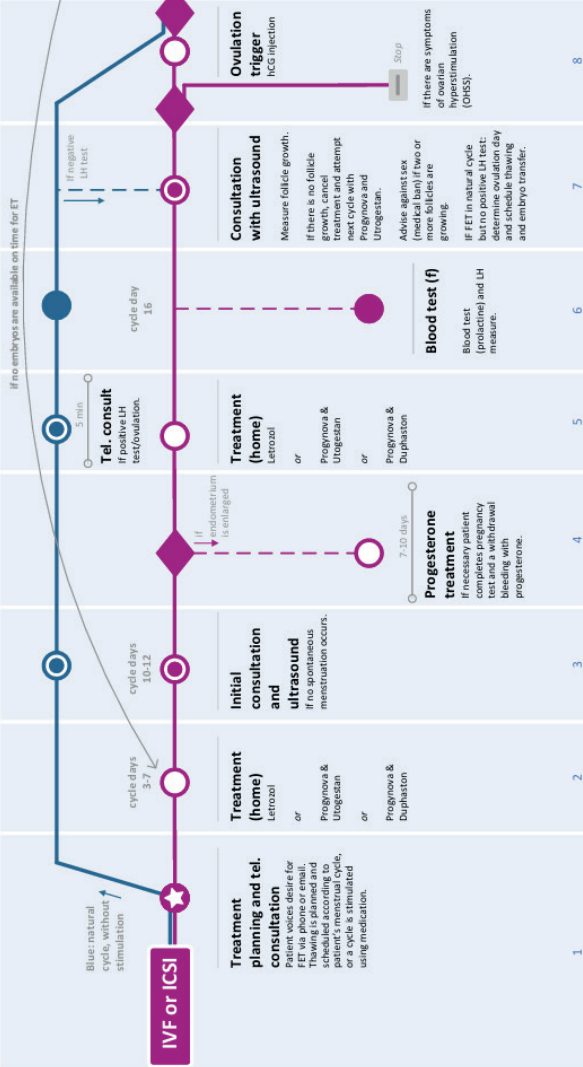 If no embryos are available on time for ET
Blue: natural
cycle, without
stimulation
IVF or ICSI
Treatment
planning and tel.
consultation
Patient voices desire for
FET via phone or email.
Thawing is planned and
scheduled according to
patient's menstrual cycle,
or a cycle is stimulated
using medication.
1
cycle days
3-7
Treatment
(home)
Letrozol
or
Progynova &
Utogestan
or
Progynova &
Duphaston
2
cycle days
10-12
Initial
consultation
and
ultrasound
If no spontaneous
menstruation occurs.
3
if
endometrium
is enlarged
7-10 days
Progesterone
treatment
If necessary patient
completes pregnancy
test and a withdrawal
bleeding with
progesterone.
4
5 min
Tel. consult
If positive LH
test/ovulation.
Treatment
(home)
Letrozol
or
Progynova &
Utogestan
or
Progynova &
Duphaston
5
cycle day
16
Blood test (f)
Blood test
(prolactine) and LH
measure.
6
If negative
LH test
Consultation
with ultrasound
Measure follicle growth.
If there is no follicle
growth, cancel
treatment and attempt
next cycle with
Progynova and
Utrogestan.
Advise against sex
(medical ban) if two or
more follicles are
growing.
IF FET in natural cycle
but no positive LH test:
determine ovulation day
and schedule thawing
and embryo transfer.
7
Ovulation
trigger
hCG injection
Stop
If there are symptoms
of ovarian
hyperstimulation
(OHSS).
8